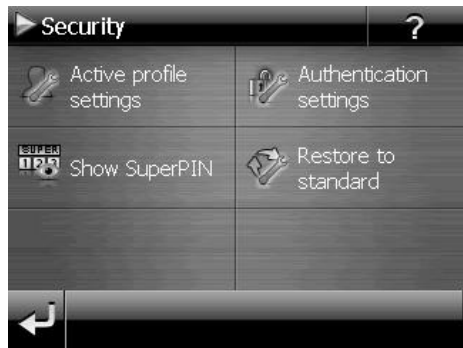 Security
?
Active profile
settings
Authentication
settings
SUPER
123
Show SuperPIN
Restore to
standard